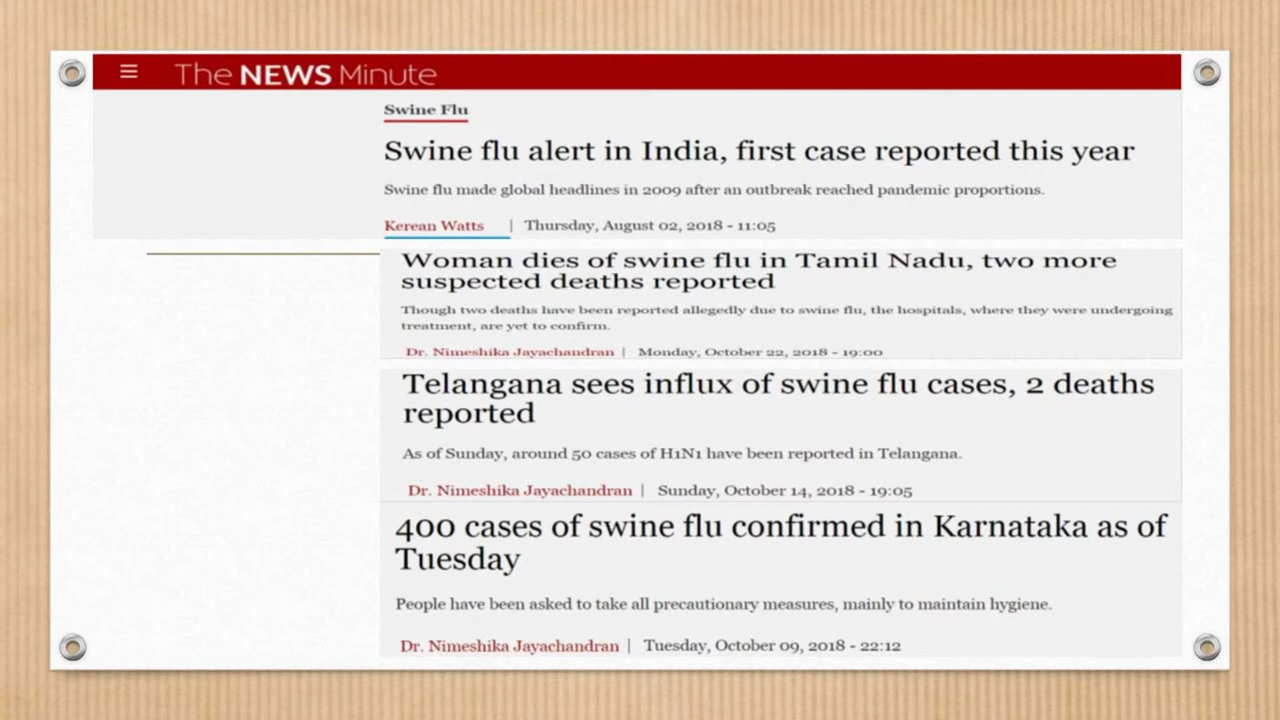 The NEWS Minute
Swine Flu
Swine flu alert in India, first case reported this year
Swine flu made global headlines in 2009 after an outbreak reached pandemic proportions.
Kerean Watts | Thursday, August 02, 2018 - 11:05
Woman dies of swine flu in Tamil Nadu, two more
suspected deaths reported
Though two deaths have been reported allegedly due to swine flu, the hospitals, where they were undergoing
treatment, are yet to confirm.
Dr. Nimeshika Jayachandran | Monday, October 22, 2018 - 19:00
Telangana sees influx of swine flu cases, 2 deaths
reported
As of Sunday, around 50 cases of H1N1 have been reported in Telangana.
Dr. Nimeshika Jayachandran | Sunday, October 14, 2018 - 19:05
400 cases of swine flu confirmed in Karnataka as of
Tuesday
People have been asked to take all precautionary measures, mainly to maintain hygiene.
Dr. Nimeshika Jayachandran | Tuesday, October 09, 2018 - 22:12